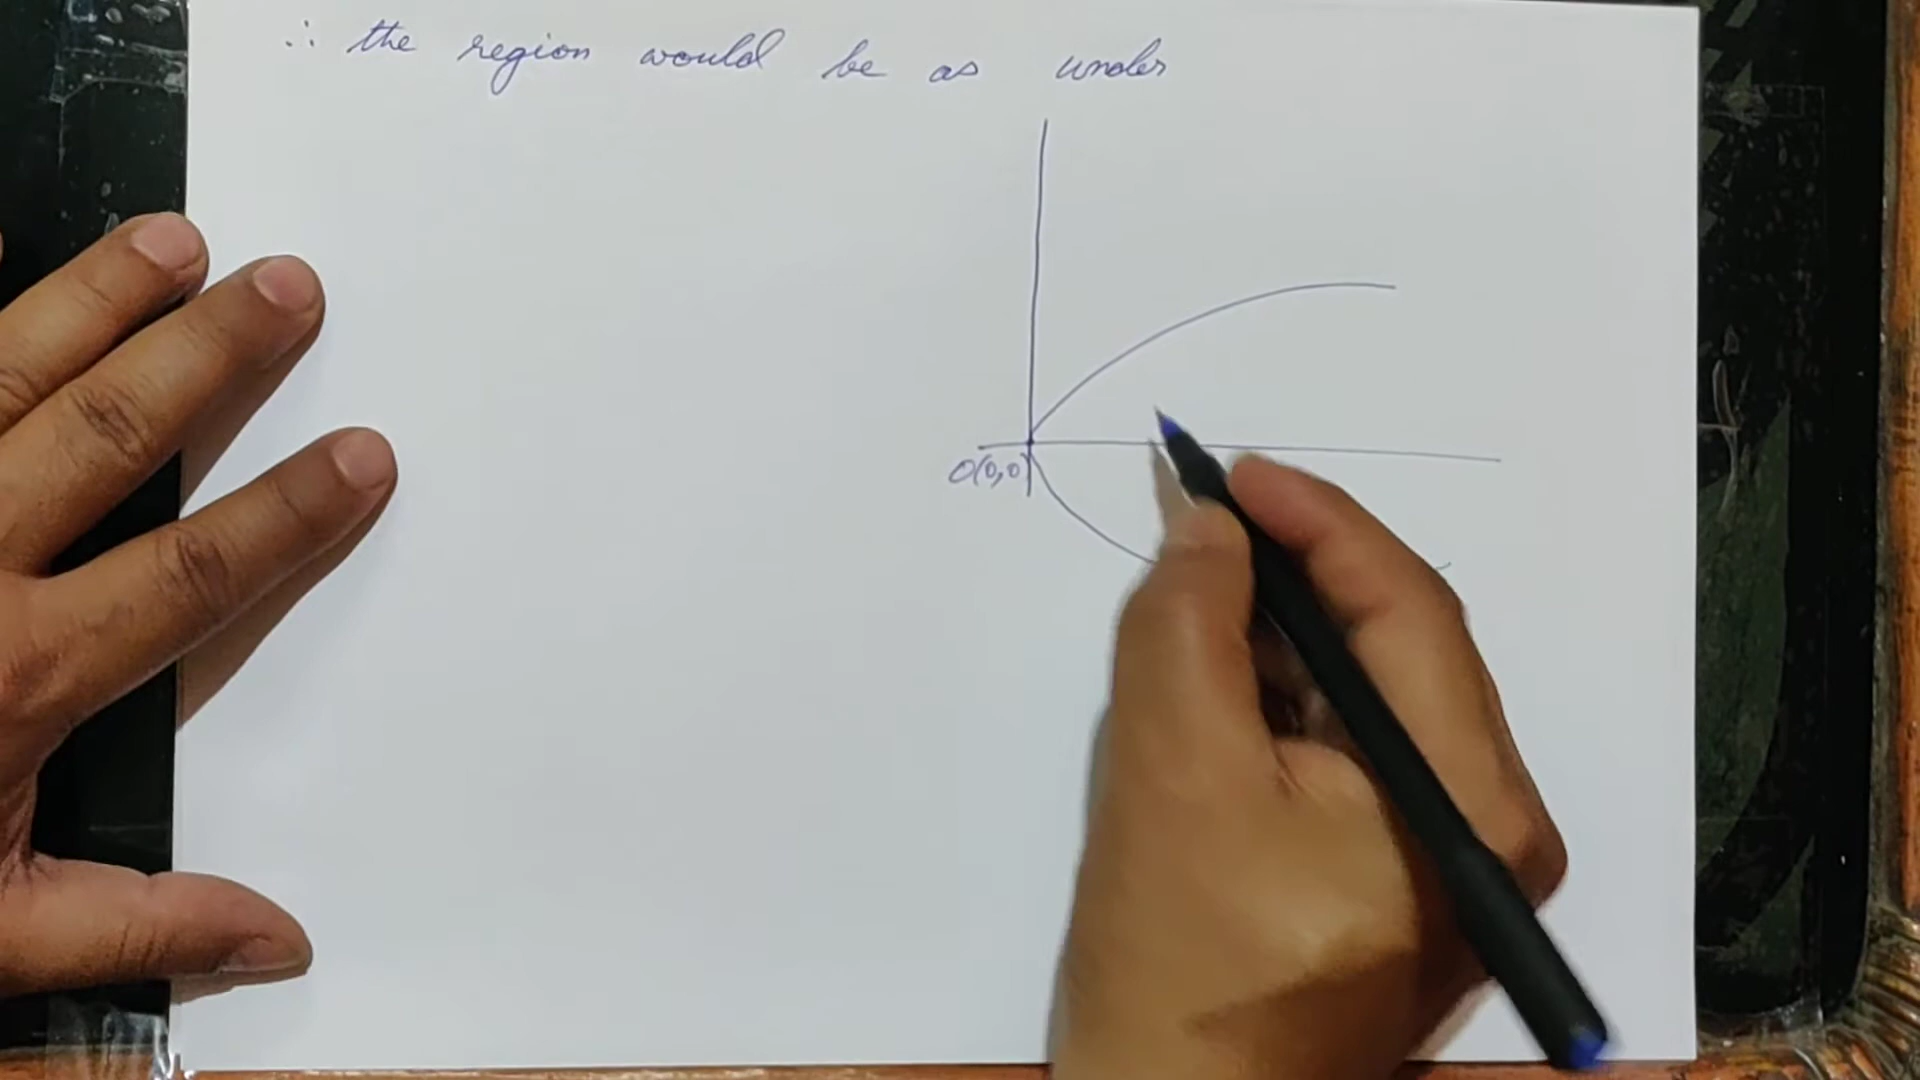 ∴ the region would be as under
O(0,0)